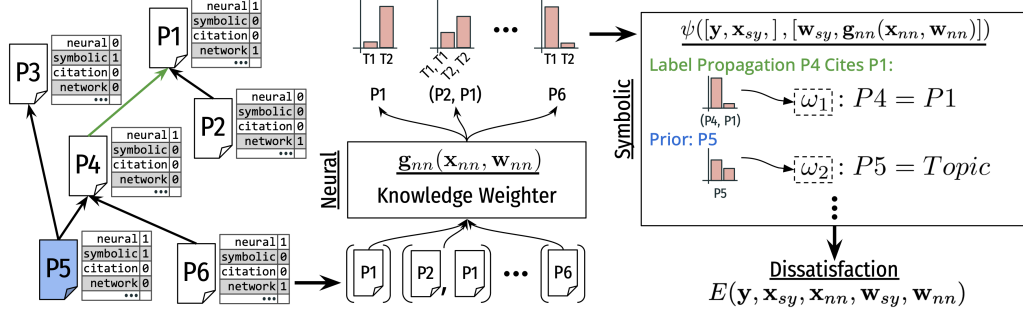 P1
neural 0
symbolic 0
citation 0
network 1
•••
P3
neural 0
symbolic 1
citation 0
network 0
•••
P2
neural 0
symbolic 0
citation 0
network 1
•••
P4
neural 1
symbolic 0
citation 0
network 0
•••
P5
neural 1
symbolic 1
citation 0
network 0
•••
P6
neural 1
symbolic 0
citation 0
network 1
•••
T1 T2
T1, T1
T2, T2
•••
T1 T2
P1
(P2, P1)
P6
Neural
g_nn(x_nn, w_nn)
Knowledge Weighter
(P1) (P2, P1) ••• (P6)
Symbolic
ψ([y, x_sy,], [w_sy, g_nn(x_nn, w_nn)])
Label Propagation P4 Cites P1:
(P4, P1)
ω1 : P4 = P1
Prior: P5
P5
ω2 : P5 = Topic
Dissatisfaction
E(y, x_sy, x_nn, w_sy, w_nn)